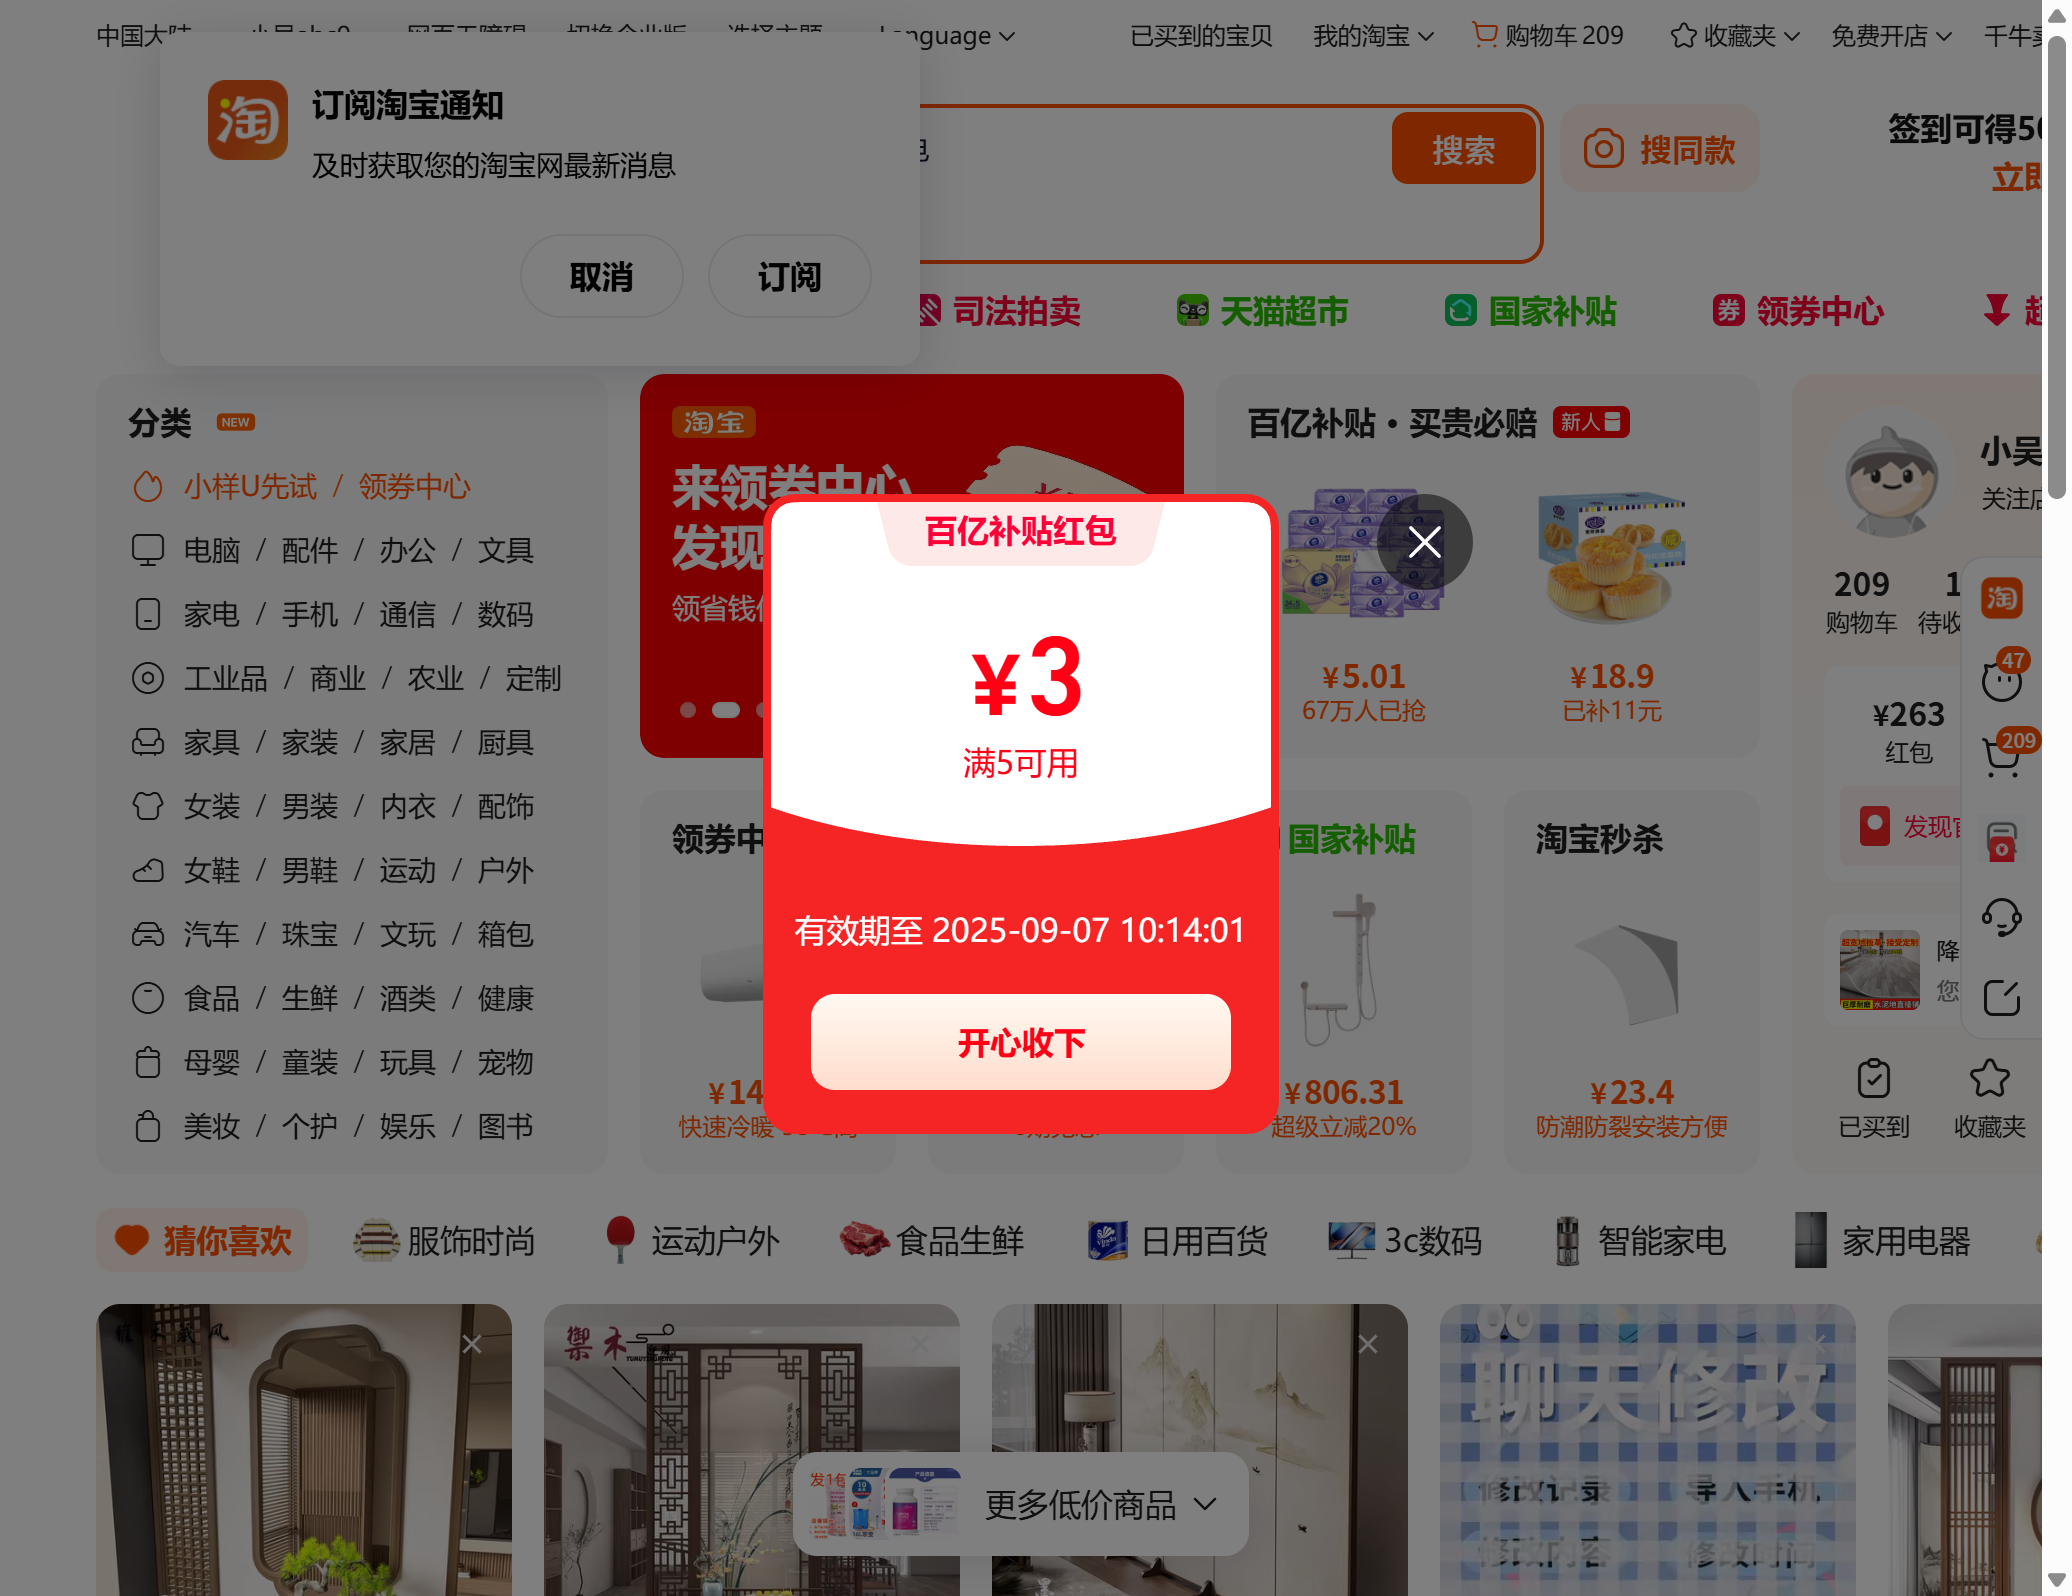 中国大陆
Language
已买到的宝贝
我的淘宝
购物车 209
收藏夹
免费开店
订阅淘宝通知
及时获取您的淘宝网最新消息
取消
订阅
搜索
搜同款
签到可得50
立即
司法拍卖
天猫超市
国家补贴
券 领券中心
分类 NEW
小样U先试 / 领券中心
电脑 / 配件 / 办公 / 文具
家电 / 手机 / 通信 / 数码
工业品 / 商业 / 农业 / 定制
家具 / 家装 / 家居 / 厨具
女装 / 男装 / 内衣 / 配饰
女鞋 / 男鞋 / 运动 / 户外
汽车 / 珠宝 / 文玩 / 箱包
食品 / 生鲜 / 酒类 / 健康
母婴 / 童装 / 玩具 / 宠物
美妆 / 个护 / 娱乐 / 图书
淘宝
来领券中心
发现
领省钱
百亿补贴 · 买贵必赔 新人
¥5.01
67万人已抢
¥18.9
已补11元
百亿补贴红包
¥3
满5可用
有效期至 2025-09-07 10:14:01
开心收下
领券中
¥14
快速冷暖
国家补贴
¥806.31
超级立减20%
淘宝秒杀
¥23.4
防潮防裂安装方便
小吴
关注店
209
购物车
1
待收
¥263
红包
发现
降
您
已买到
收藏夹
淘
47
209
猜你喜欢
服饰时尚
运动户外
食品生鲜
日用百货
3c数码
智能家电
家用电器
御木
聊天修改
修改记录
导入手机
修改内容
修改时间
发1包
更多低价商品